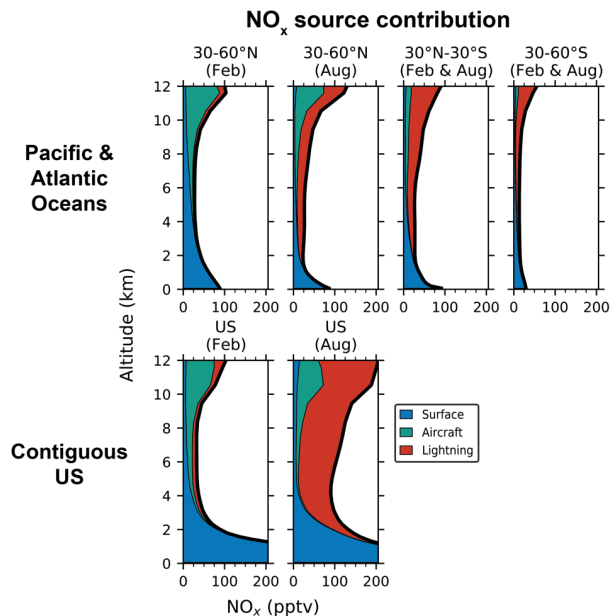 NOx source contribution
30-60°N
(Feb)
30-60°N
(Aug)
30°N-30°S
(Feb & Aug)
30-60°S
(Feb & Aug)
Pacific &
Atlantic
Oceans
12
10
8
6
4
2
0
0 100 200
0 100 200
0 100 200
0 100 200
Altitude (km)
US
(Feb)
US
(Aug)
Contiguous
US
12
10
8
6
4
2
0
0 100 200
0 100 200
Surface
Aircraft
Lightning
NOx (pptv)